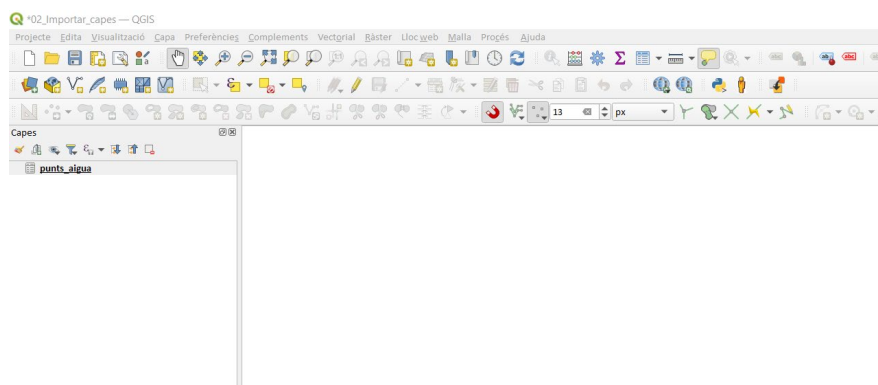 *02_Importar_capes — QGIS
Projecte Edita Visualització Capa Preferències Complements Vectorial Ràster Lloc web Malla Procés Ajuda
13 px
Capes
punts_aigua